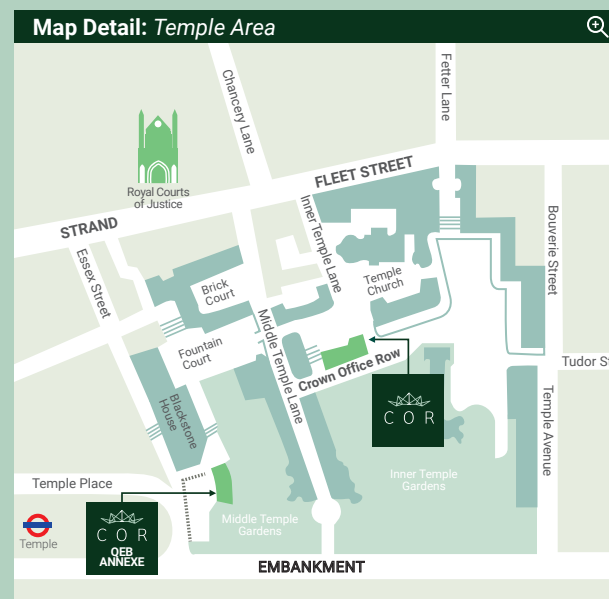 Map Detail: Temple Area
Chancery Lane
Fetter Lane
Royal Courts
of Justice
FLEET STREET
STRAND
Inner Temple Lane
Essex Street
Bouverie Street
Brick
Court
Temple
Church
Fountain
Court
Middle Temple Lane
Crown Office Row
Tudor St
Blackstone
House
COR
Temple Avenue
Inner Temple
Gardens
Temple Place
Middle Temple
Gardens
COR
QEB
ANNEXE
Temple
EMBANKMENT